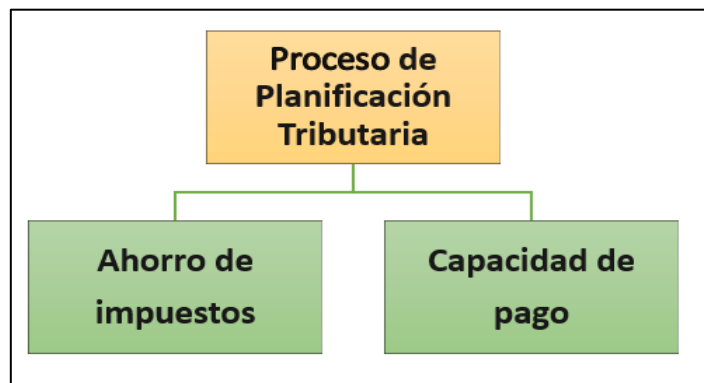 Proceso de
Planificación
Tributaria
Ahorro de
impuestos
Capacidad de
pago